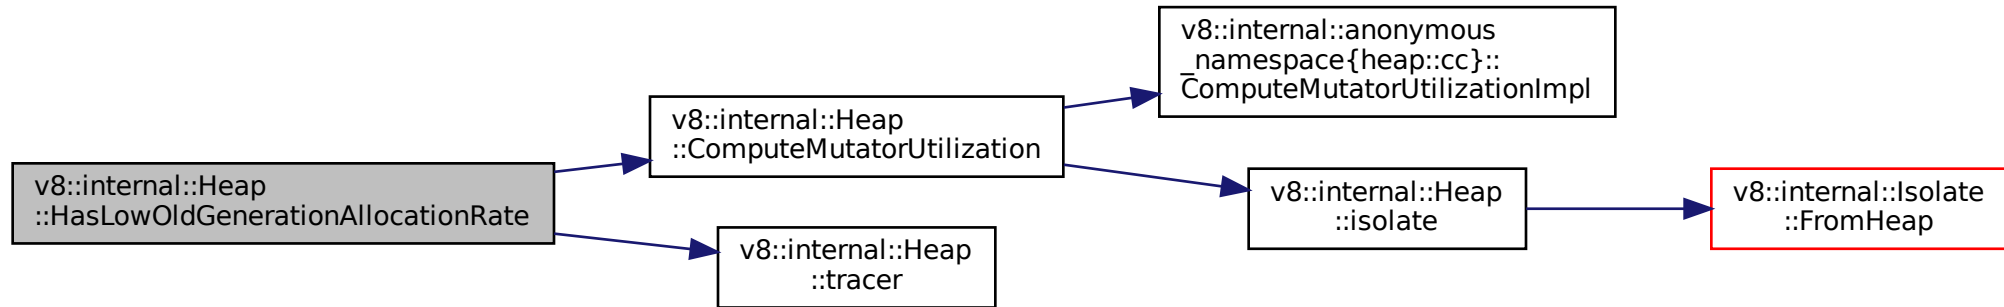 v8::internal::Heap
::HasLowOldGenerationAllocationRate
v8::internal::Heap
::ComputeMutatorUtilization
v8::internal::anonymous
_namespace{heap::cc}::
ComputeMutatorUtilizationImpl
v8::internal::Heap
::isolate
v8::internal::Isolate
::FromHeap
v8::internal::Heap
::tracer